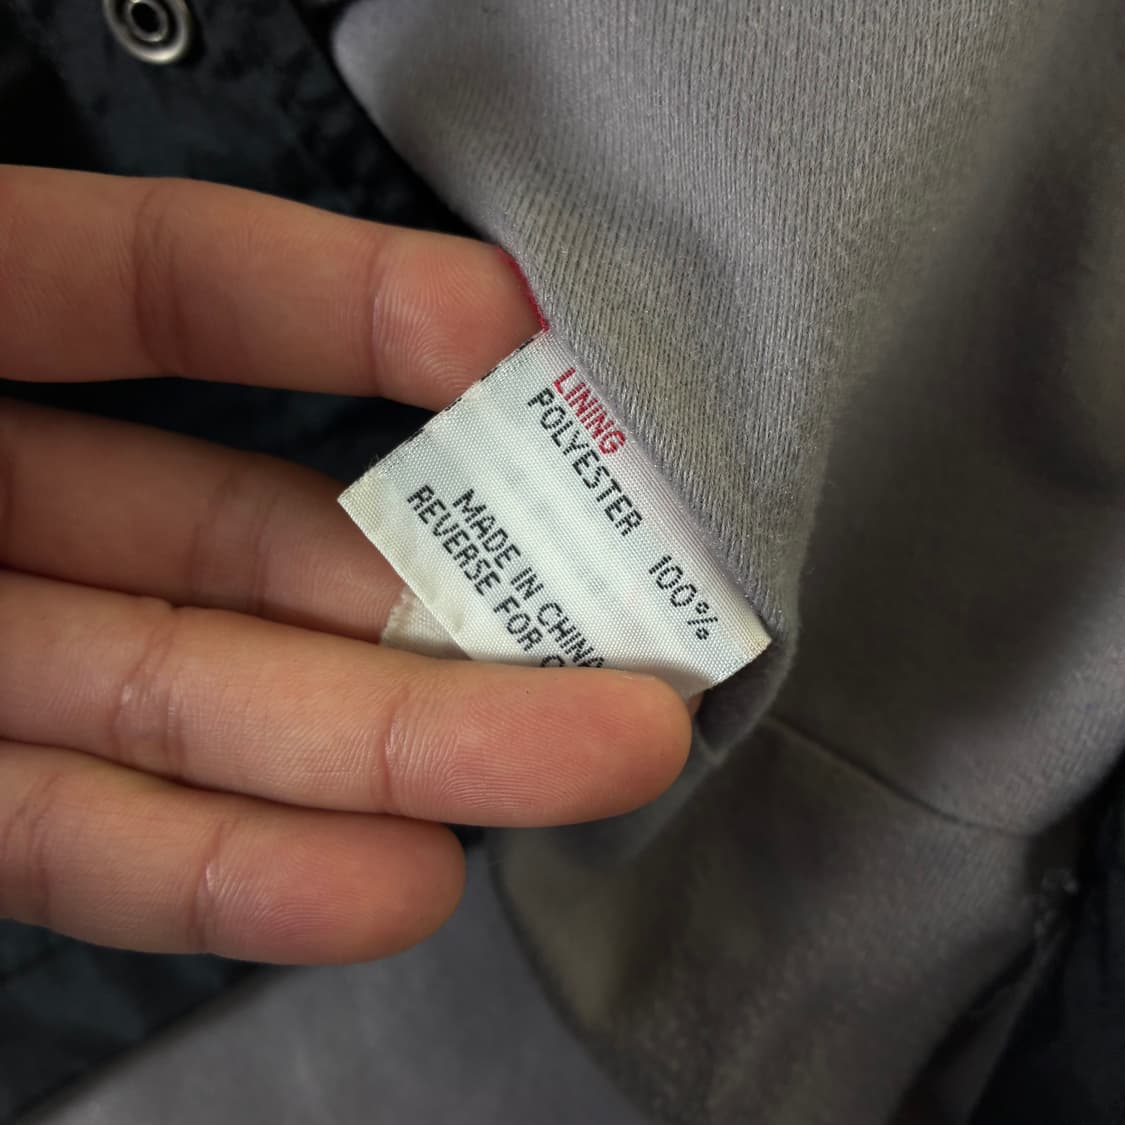 LINING
POLYESTER 100%
MADE IN CHINA
REVERSE FOR